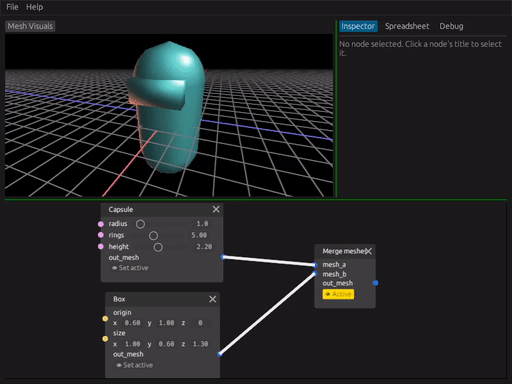 File Help
Mesh Visuals
Inspector Spreadsheet Debug
No node selected. Click a node's title to select
it.
Capsule
radius 1.0
rings 5.00
height 2.20
out_mesh
Set active
Merge meshes
mesh_a
mesh_b
out_mesh
Active
Box
origin
x 0.60 y 1.00 z 0
size
x 1.00 y 0.60 z 1.30
out_mesh
Set active